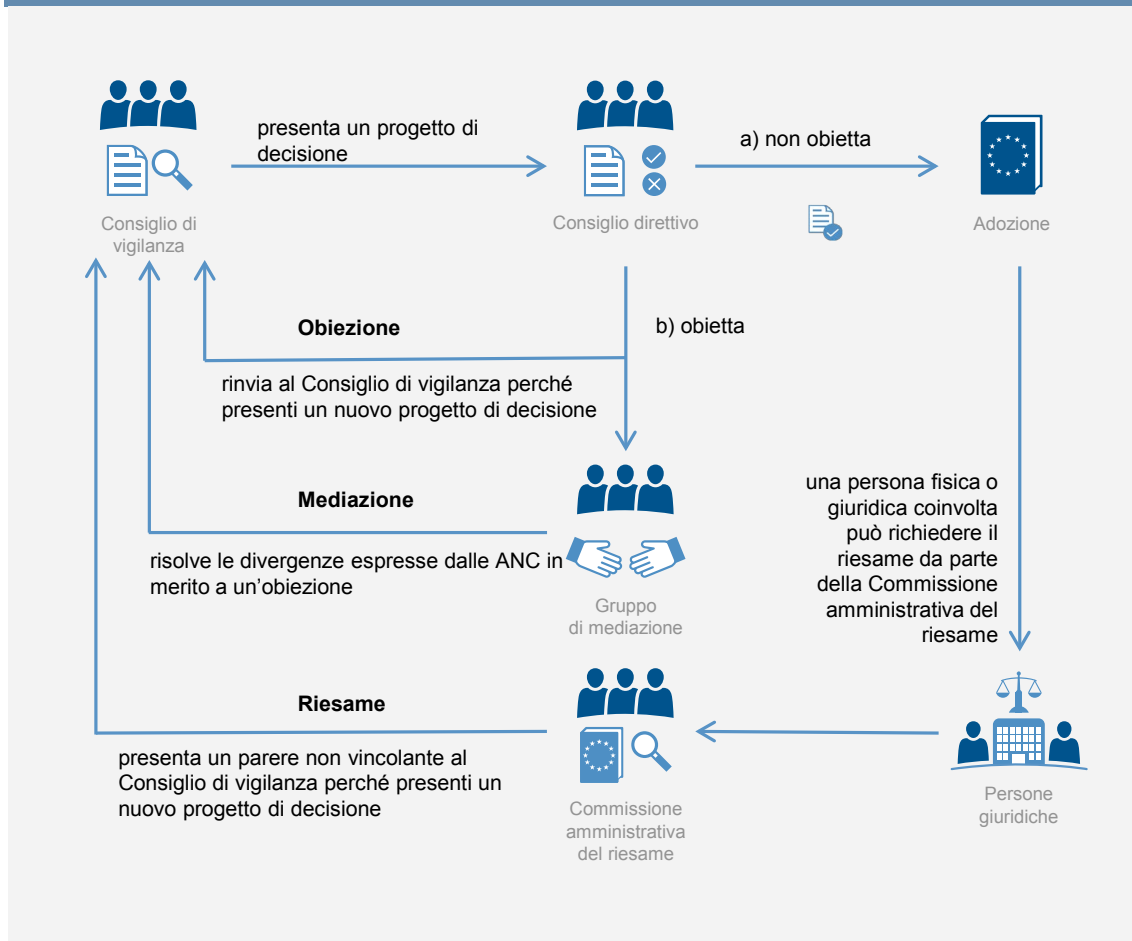 presenta un progetto di
decisione
a) non obietta
Consiglio di
vigilanza
Consiglio direttivo
Adozione
Obiezione
b) obietta
rinvia al Consiglio di vigilanza perché
presenti un nuovo progetto di decisione
Mediazione
risolve le divergenze espresse dalle ANC in
merito a un'obiezione
Gruppo
di mediazione
una persona fisica o
giuridica coinvolta
può richiedere il
riesame da parte
della Commissione
amministrativa del
riesame
Riesame
presenta un parere non vincolante al
Consiglio di vigilanza perché presenti un
nuovo progetto di decisione
Commissione
amministrativa
del riesame
Persone
giuridiche